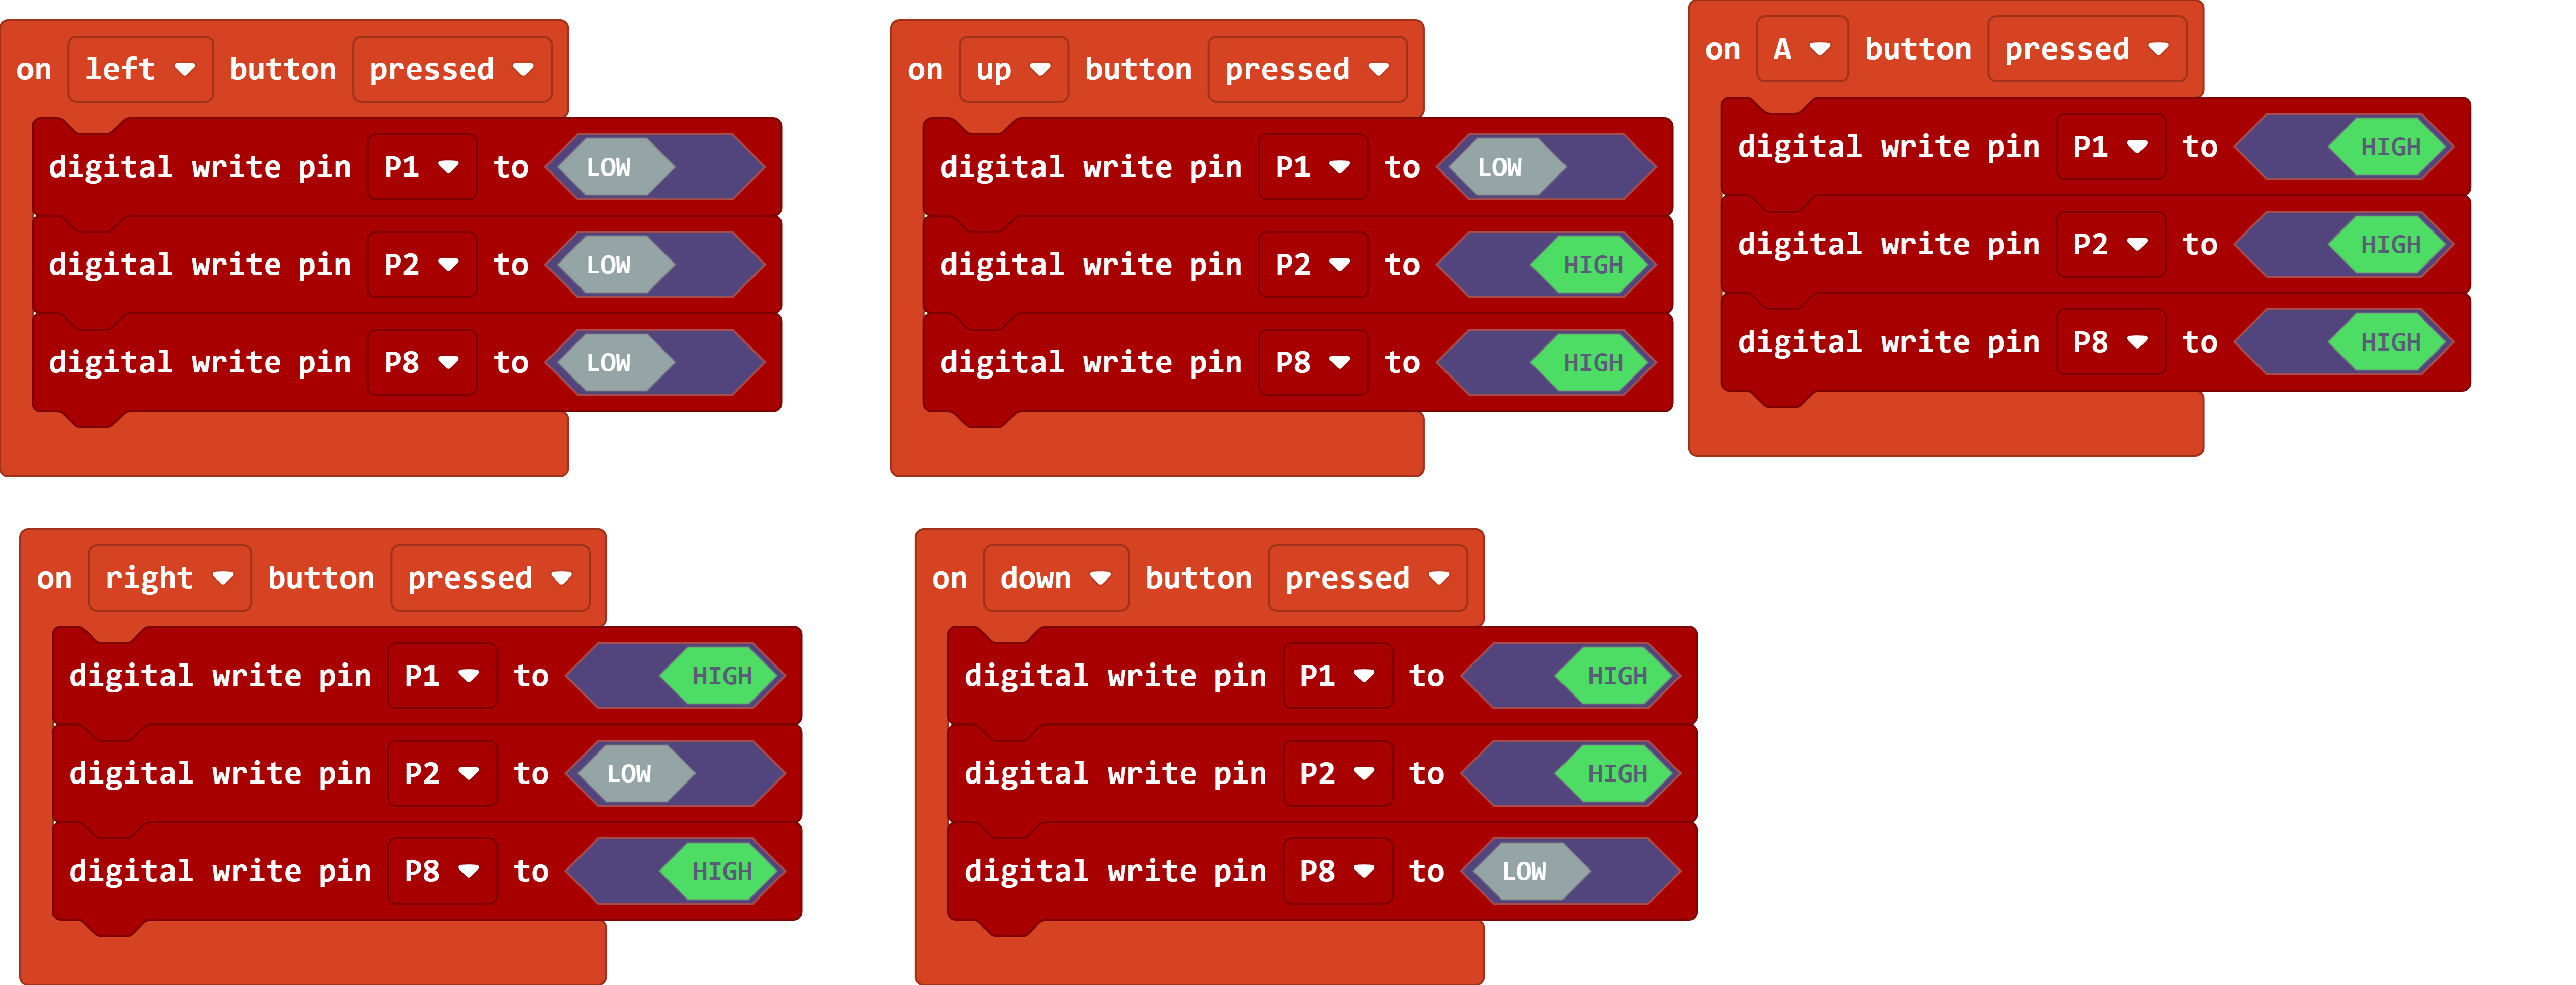 on left button pressed
digital write pin P1 to LOW
digital write pin P2 to LOW
digital write pin P8 to LOW
on up button pressed
digital write pin P1 to LOW
digital write pin P2 to HIGH
digital write pin P8 to HIGH
on A button pressed
digital write pin P1 to HIGH
digital write pin P2 to HIGH
digital write pin P8 to HIGH
on right button pressed
digital write pin P1 to HIGH
digital write pin P2 to LOW
digital write pin P8 to HIGH
on down button pressed
digital write pin P1 to HIGH
digital write pin P2 to HIGH
digital write pin P8 to LOW